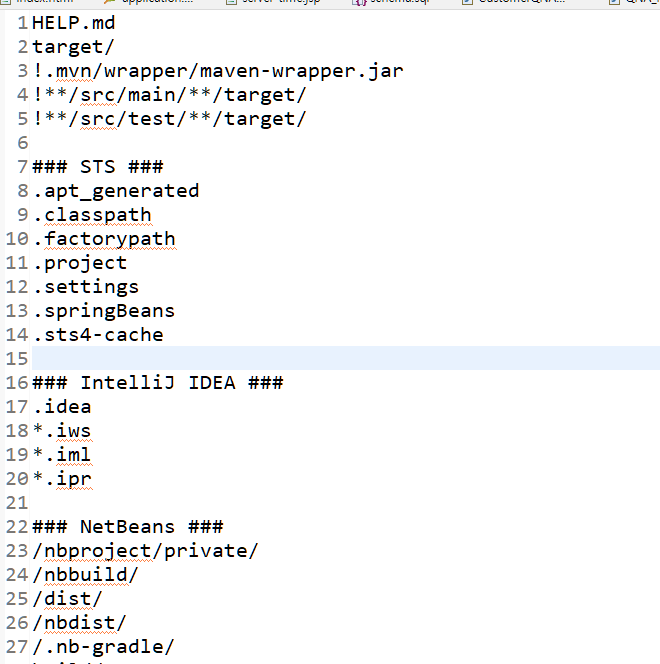 1 HELP.md
2 target/
3 !.mvn/wrapper/maven-wrapper.jar
4 !**/src/main/**/target/
5 !**/src/test/**/target/
6
7 ### STS ###
8 .apt_generated
9 .classpath
10 .factorypath
11 .project
12 .settings
13 .springBeans
14 .sts4-cache
15
16 ### IntelliJ IDEA ###
17 .idea
18 *.iws
19 *.iml
20 *.ipr
21
22 ### NetBeans ###
23 /nbproject/private/
24 /nbbuild/
25 /dist/
26 /nbdist/
27 /.nb-gradle/